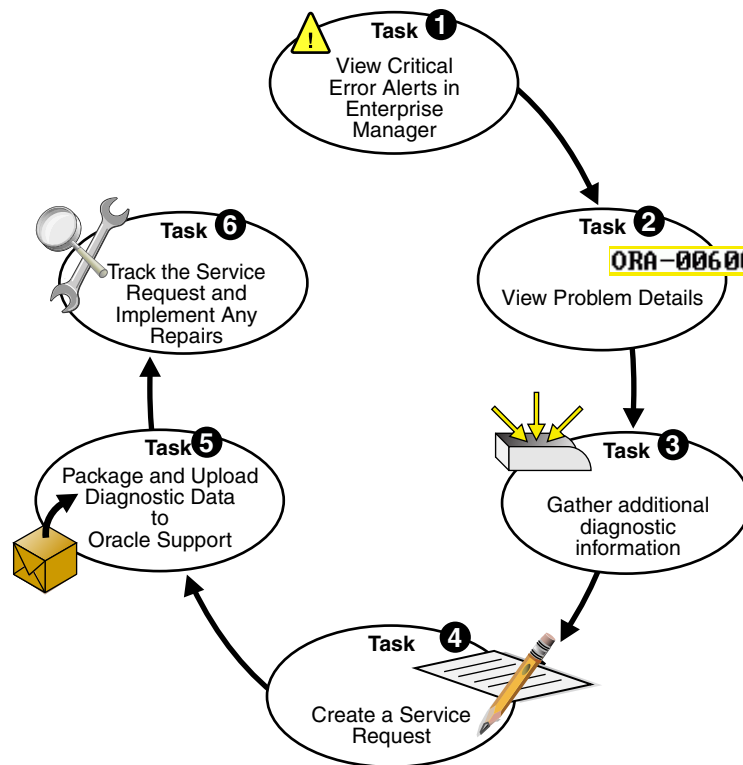 Task 1
View Critical
Error Alerts in
Enterprise
Manager
Task 2
ORA-00600
View Problem Details
Task 3
Gather additional
diagnostic
information
Task 4
Create a Service
Request
Task 5
Package and Upload
Diagnostic Data
to
Oracle Support
Task 6
Track the Service
Request and
Implement Any
Repairs